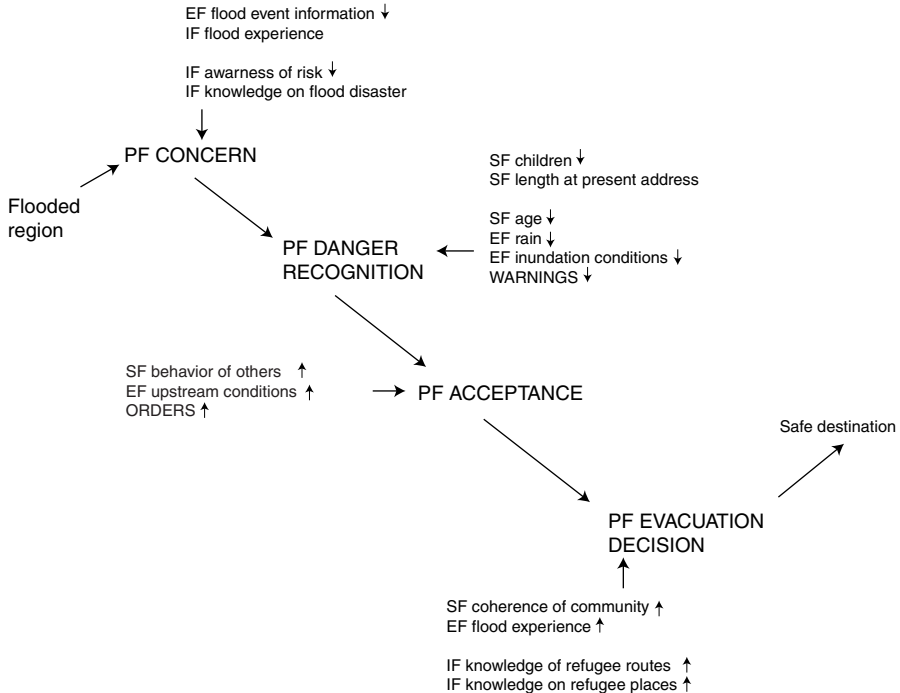 EF flood event information ↓
IF flood experience
IF awarness of risk ↓
IF knowledge on flood disaster
PF CONCERN
Flooded
region
SF children ↓
SF length at present address
SF age ↓
EF rain ↓
EF inundation conditions ↓
WARNINGS ↓
PF DANGER
RECOGNITION
SF behavior of others ↑
EF upstream conditions ↑
ORDERS ↑
PF ACCEPTANCE
Safe destination
PF EVACUATION
DECISION
SF coherence of community ↑
EF flood experience ↑
IF knowledge of refugee routes ↑
IF knowledge on refugee places ↑